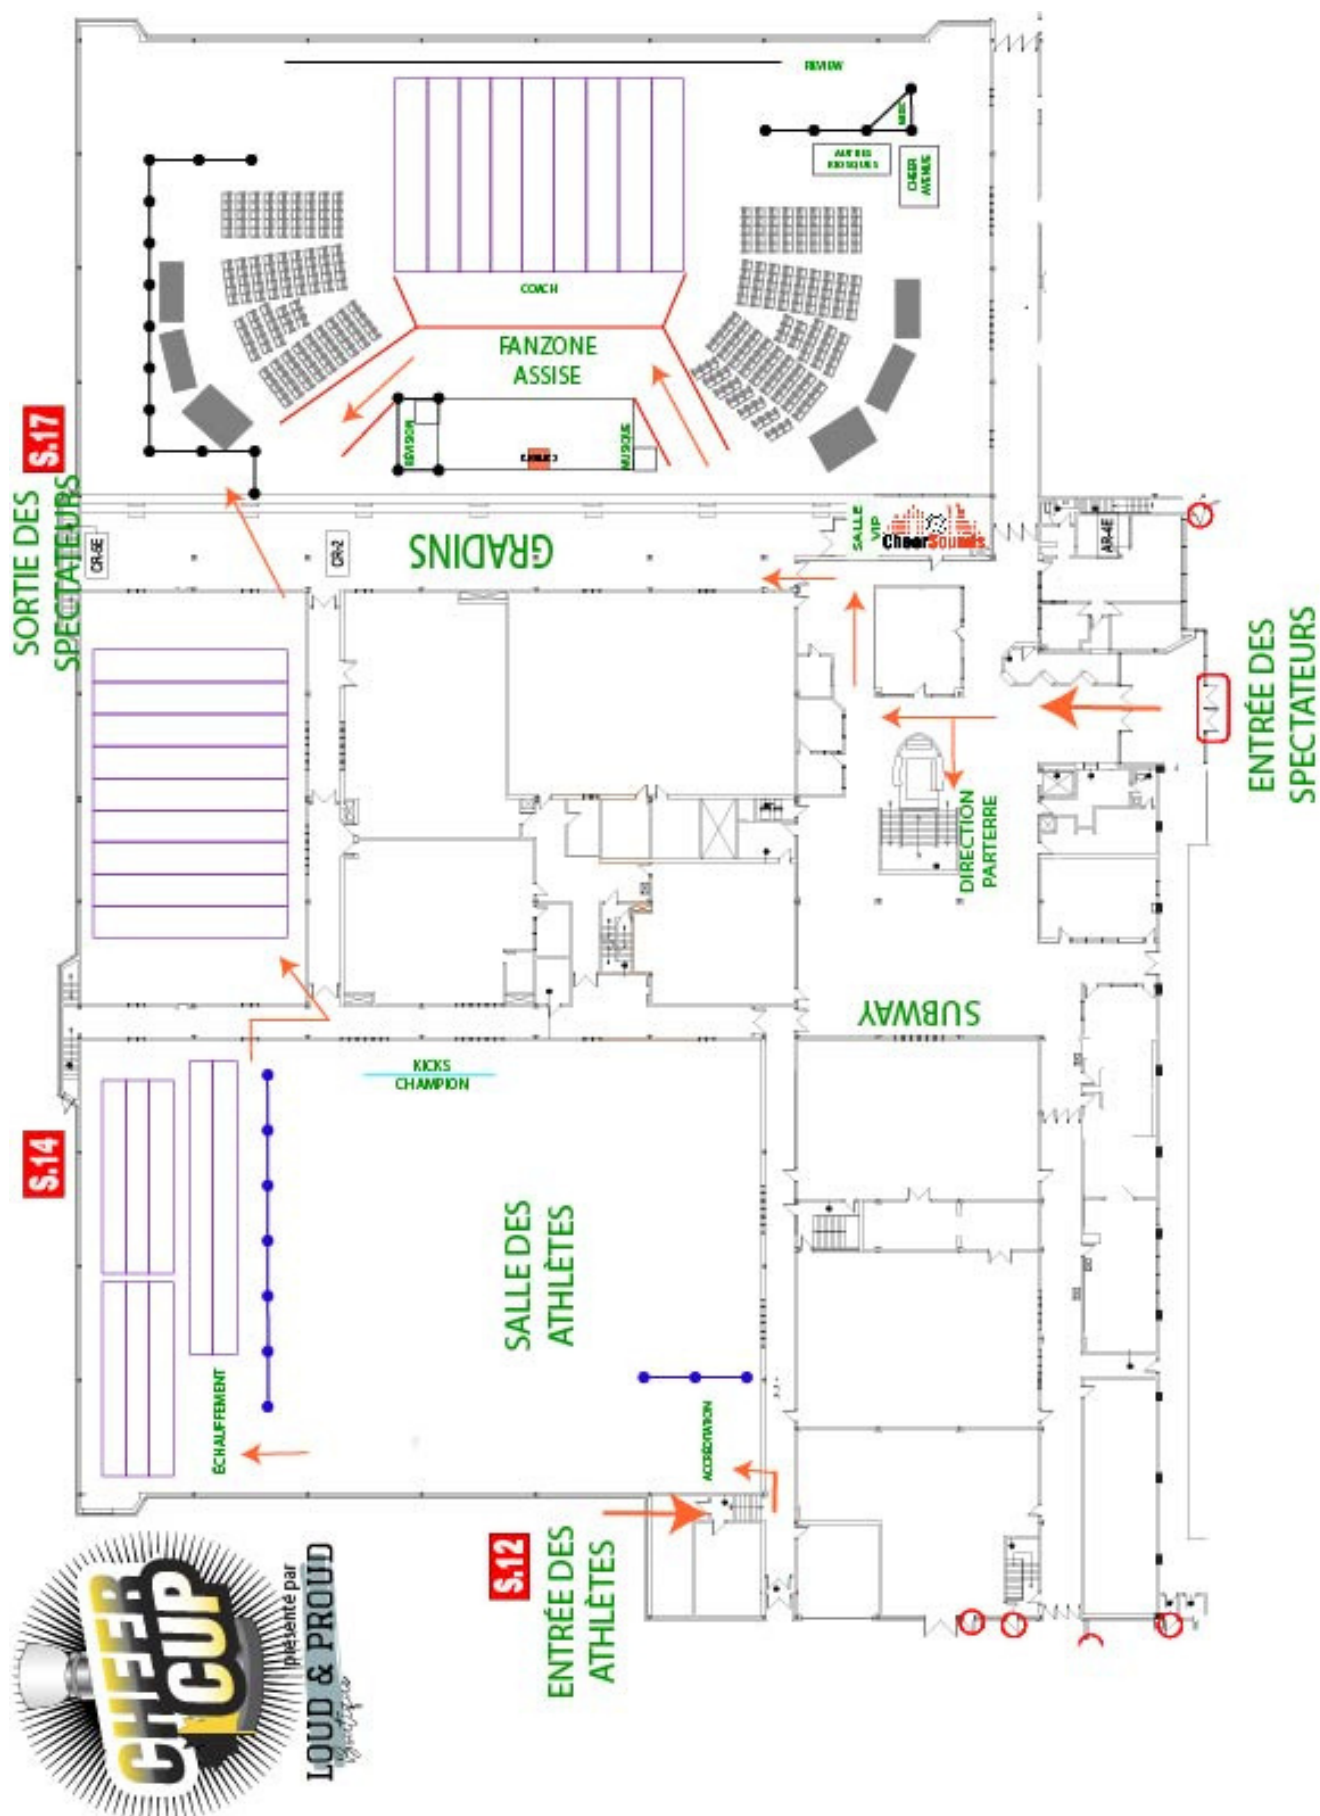 REVIEW
AUTRES
KIOSQUES
CHEER
AVENUE
COACH
FANZONE
ASSISE
RÉVISION
MUSIQUE
S.17
SORTIE DES
SPECTATEURS
CR-2
GRADINS
SALLE
VIP
CheerSounds
AR-4E
ENTRÉE DES
SPECTATEURS
DIRECTION
PARTERRE
SUBWAY
KICKS
CHAMPION
S.14
SALLE DES
ATHLÈTES
ÉCHAUFFEMENT
ACCRÉDITATION
S.12
ENTRÉE DES
ATHLÈTES
CHEER
CUP
présenté par
LOUD & PROUD
Boutique